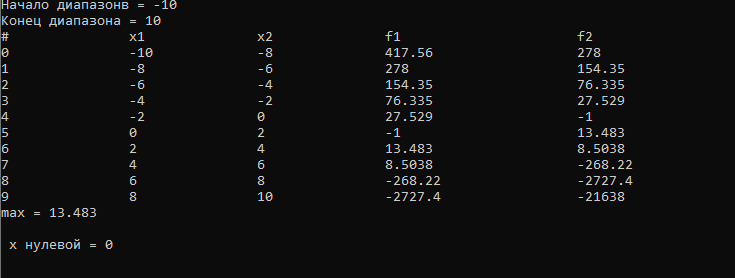 Начало диапазонв = -10
Конец диапазона = 10
# x1 x2 f1 f2
0 -10 -8 417.56 278
1 -8 -6 278 154.35
2 -6 -4 154.35 76.335
3 -4 -2 76.335 27.529
4 -2 0 27.529 -1
5 0 2 -1 13.483
6 2 4 13.483 8.5038
7 4 6 8.5038 -268.22
8 6 8 -268.22 -2727.4
9 8 10 -2727.4 -21638
max = 13.483
x нулевой = 0